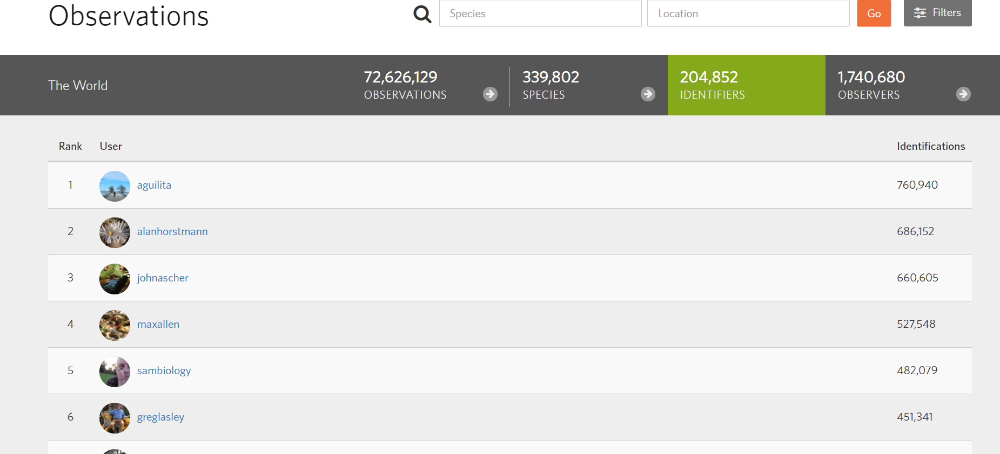 Observations
Species
Location
Go
Filters
The World
72,626,129
OBSERVATIONS
339,802
SPECIES
204,852
IDENTIFIERS
1,740,680
OBSERVERS
Rank User Identifications
1 aguilita 760,940
2 alanhorstmann 686,152
3 johnascher 660,605
4 maxallen 527,548
5 sambiology 482,079
6 greglasley 451,341